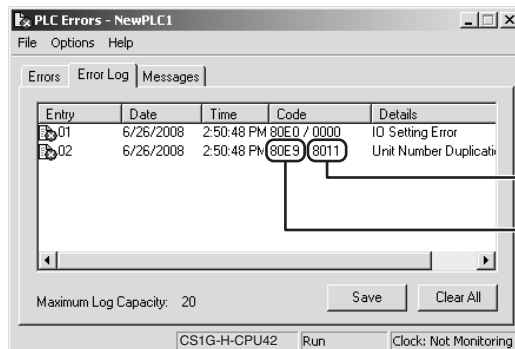 PLC Errors - NewPLC1
File Options Help
Errors Error Log Messages
Entry Date Time Code Details
01 6/26/2008 2:50:48 PM 80E0 / 0000 IO Setting Error
02 6/26/2008 2:50:48 PM 80E9 8011 Unit Number Duplicati
Maximum Log Capacity: 20 Save Clear All
CS1G-H-CPU42 Run Clock: Not Monitoring